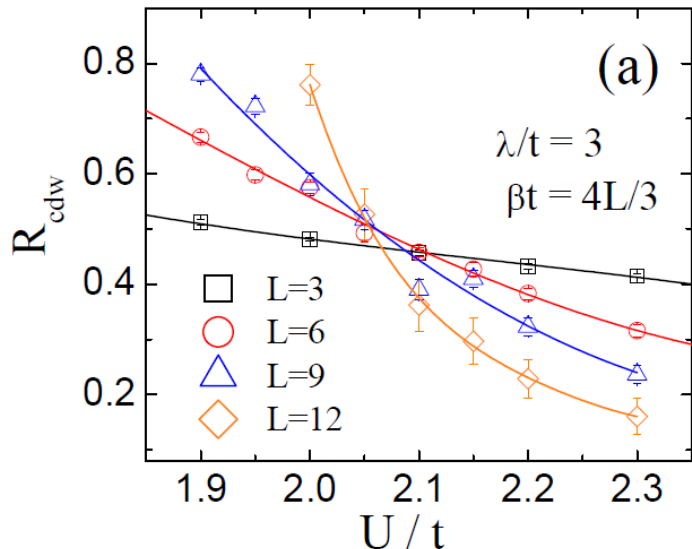 (a)
0.8
0.6
0.4
0.2
R_cdw
λ/t = 3
βt = 4L/3
L=3
L=6
L=9
L=12
1.9 2.0 2.1 2.2 2.3
U / t